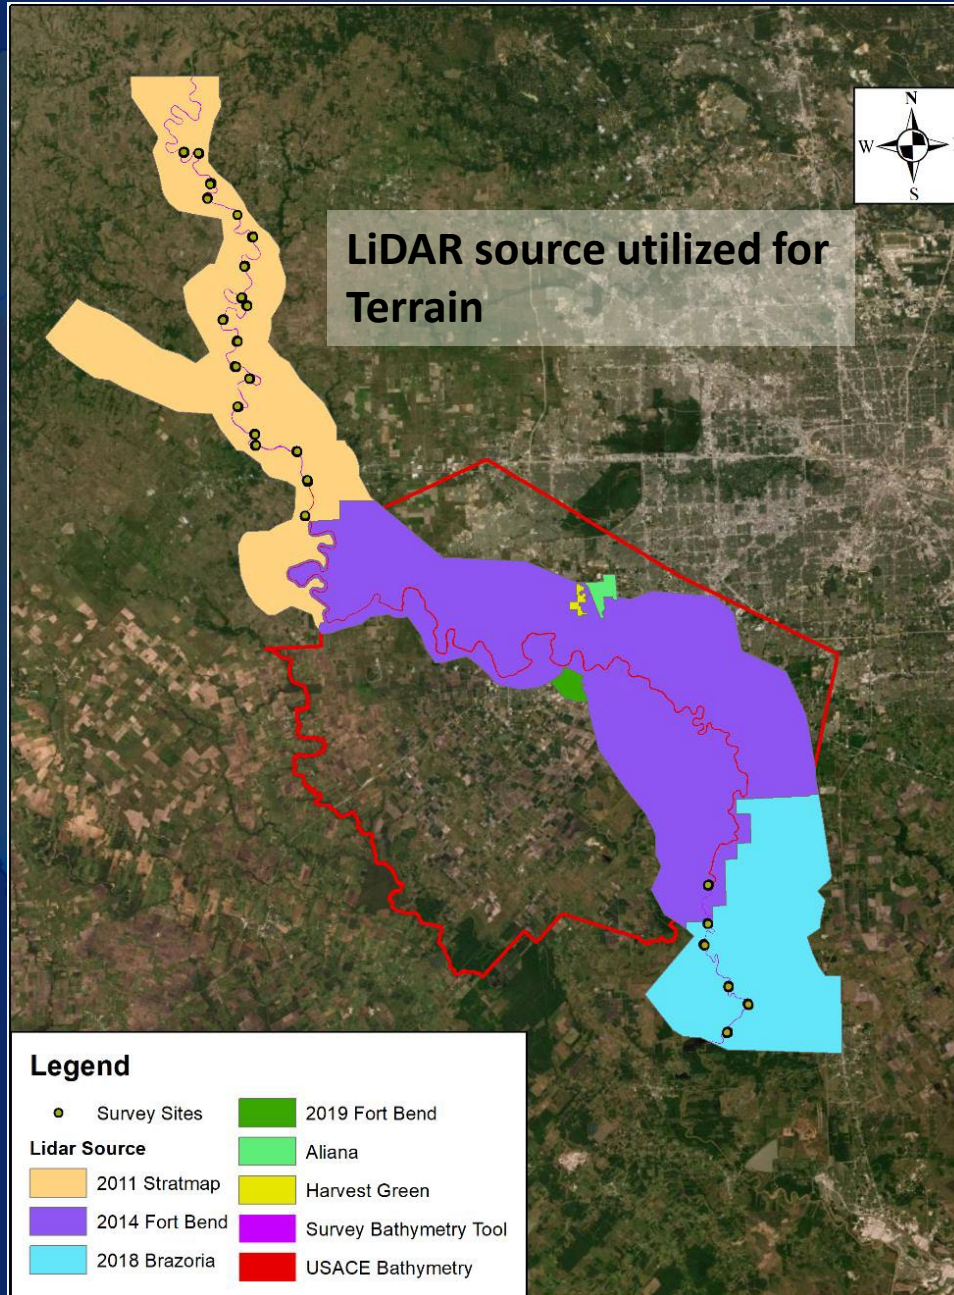 N
W
S
LiDAR source utilized for
Terrain
Legend
Survey Sites
Lidar Source
2011 Stratmap
2014 Fort Bend
2018 Brazoria
2019 Fort Bend
Aliana
Harvest Green
Survey Bathymetry Tool
USACE Bathymetry